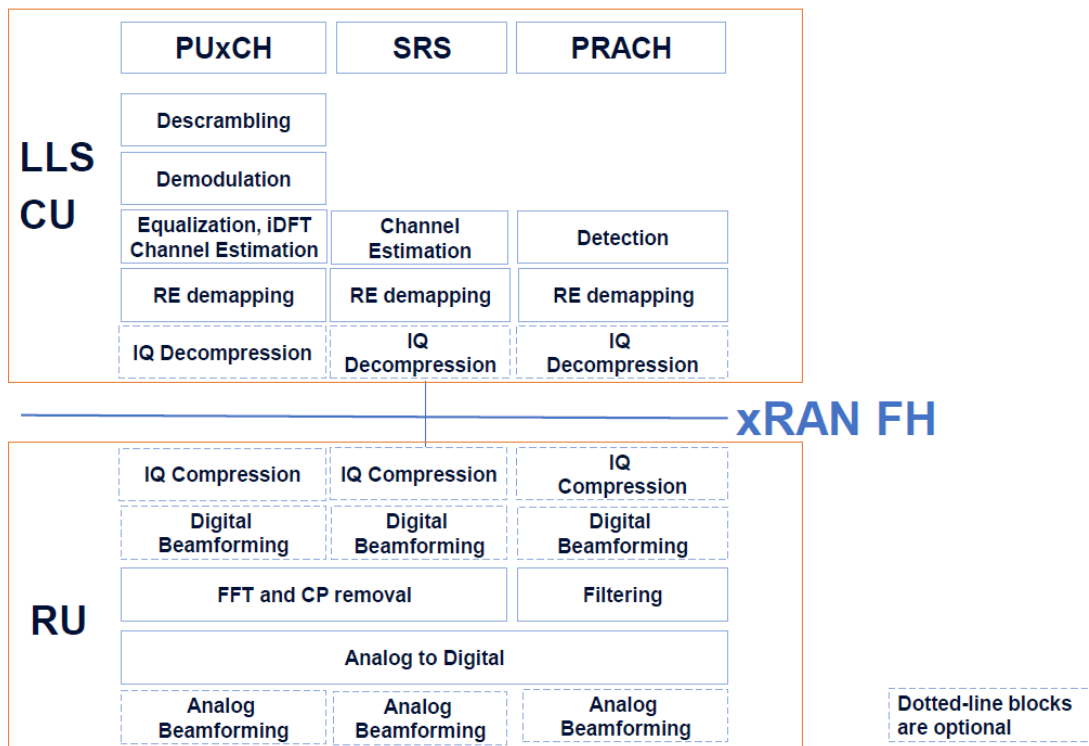 PUxCH
SRS
PRACH
Descrambling
LLS
CU
Demodulation
Equalization, iDFT
Channel Estimation
Channel
Estimation
Detection
RE demapping
RE demapping
RE demapping
IQ Decompression
IQ
Decompression
IQ
Decompression
xRAN FH
IQ Compression
IQ Compression
IQ
Compression
Digital
Beamforming
Digital
Beamforming
Digital
Beamforming
RU
FFT and CP removal
Filtering
Analog to Digital
Analog
Beamforming
Analog
Beamforming
Analog
Beamforming
Dotted-line blocks
are optional